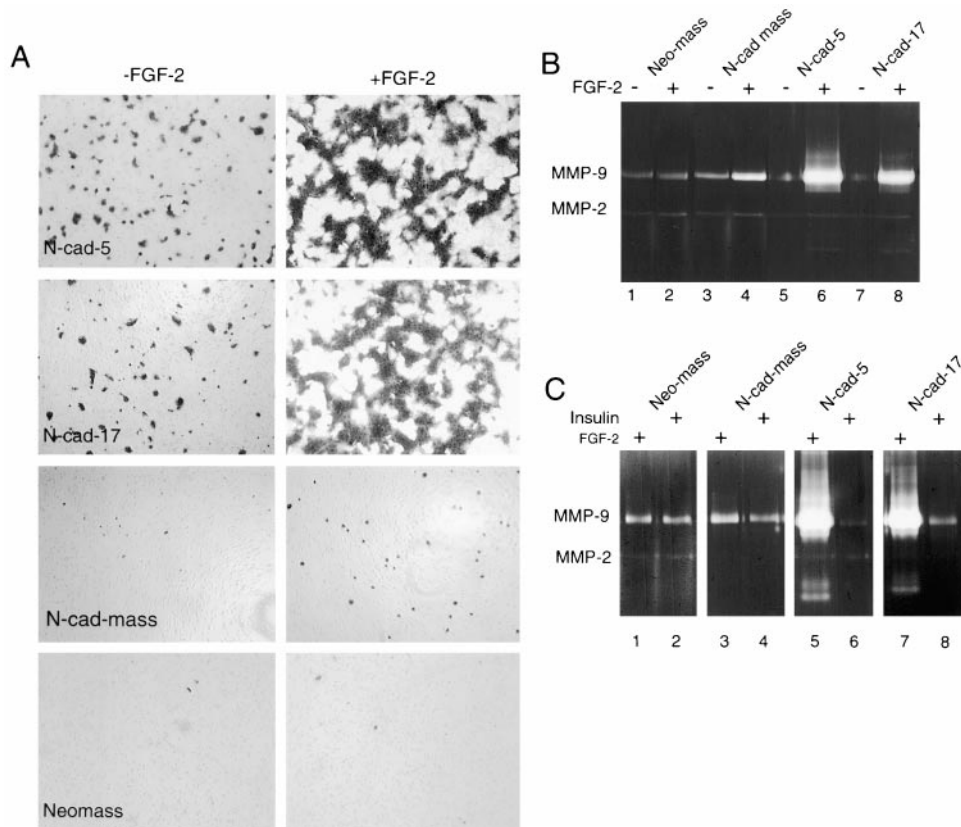 A
-FGF-2 +FGF-2
N-cad-5
N-cad-17
N-cad-mass
Neomass
B
Neo-mass N-cad mass N-cad-5 N-cad-17
FGF-2 - + - + - + - +
MMP-9
MMP-2
1 2 3 4 5 6 7 8
C
Neo-mass N-cad-mass N-cad-5 N-cad-17
Insulin + + + +
FGF-2 + + + +
MMP-9
MMP-2
1 2 3 4 5 6 7 8